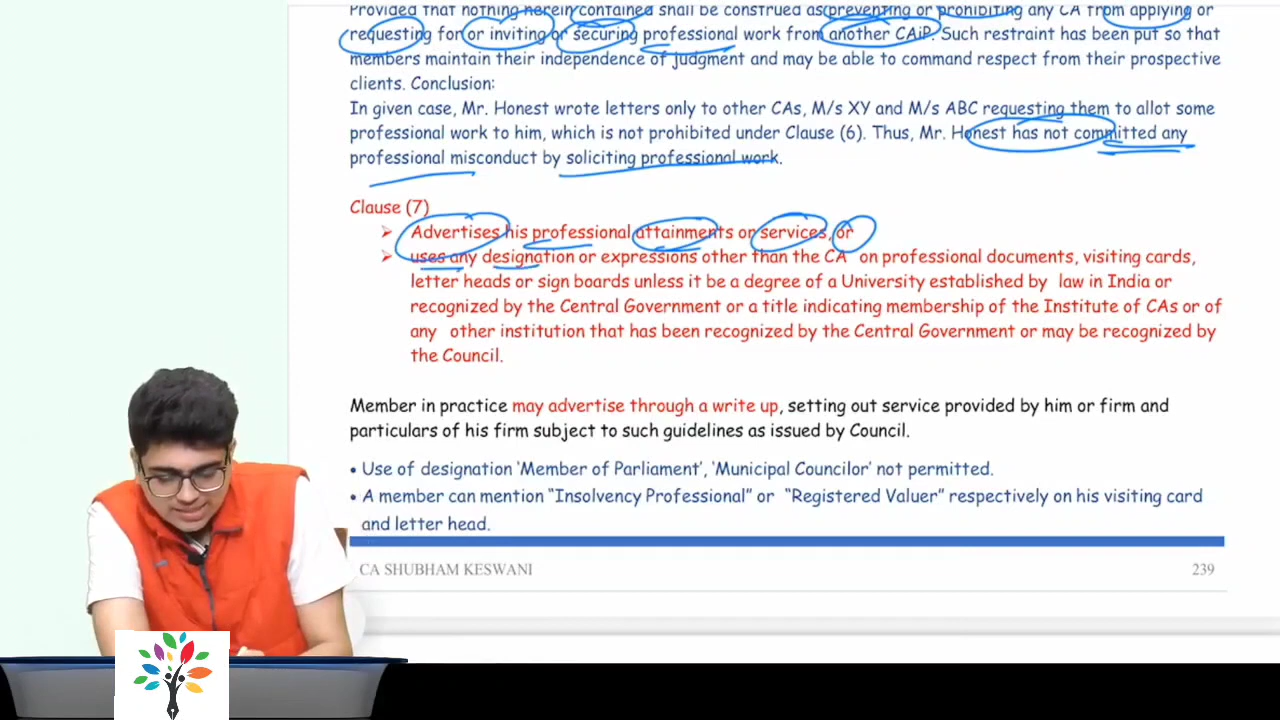 Provided that nothing herein contained shall be construed as preventing or prohibiting any CA from applying or
requesting for or inviting or securing professional work from another CAiP. Such restraint has been put so that
members maintain their independence of judgment and may be able to command respect from their prospective
clients. Conclusion:
In given case, Mr. Honest wrote letters only to other CAs, M/s XY and M/s ABC requesting them to allot some
professional work to him, which is not prohibited under Clause (6). Thus, Mr. Honest has not committed any
professional misconduct by soliciting professional work.
Clause (7)
➤ Advertises his professional attainments or services, or
➤ uses any designation or expressions other than the CA on professional documents, visiting cards,
letter heads or sign boards unless it be a degree of a University established by law in India or
recognized by the Central Government or a title indicating membership of the Institute of CAs or of
any other institution that has been recognized by the Central Government or may be recognized by
the Council.
Member in practice may advertise through a write up, setting out service provided by him or firm and
particulars of his firm subject to such guidelines as issued by Council.
• Use of designation ‘Member of Parliament’, ‘Municipal Councilor’ not permitted.
• A member can mention “Insolvency Professional” or “Registered Valuer” respectively on his visiting card
and letter head.
CA SHUBHAM KESWANI 239